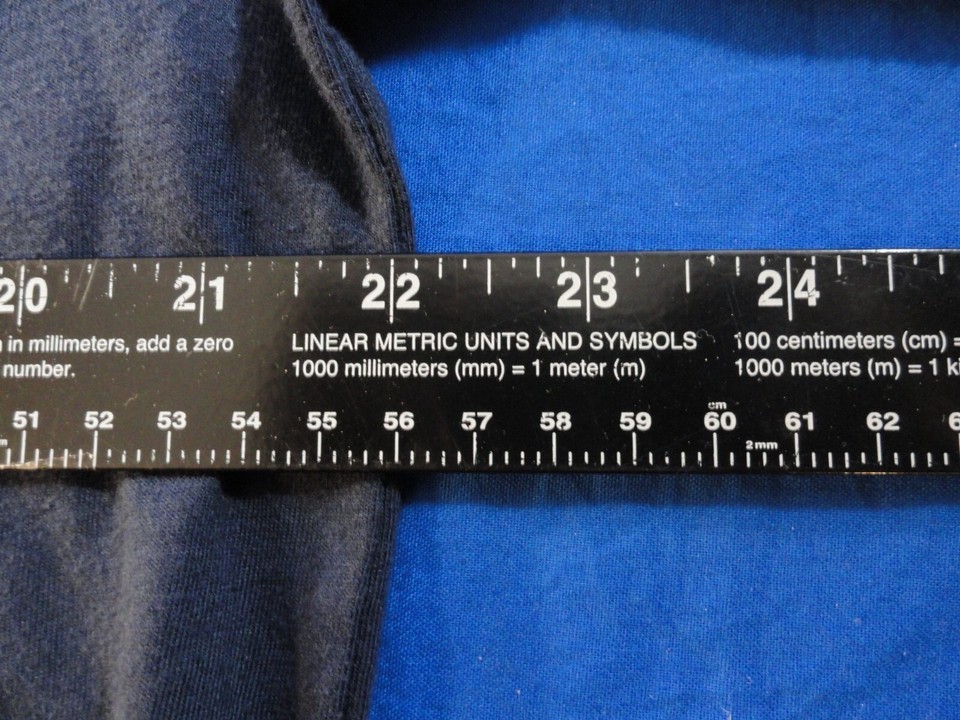 20 21 22 23 24
in millimeters, add a zero LINEAR METRIC UNITS AND SYMBOLS 100 centimeters (cm) =
number. 1000 millimeters (mm) = 1 meter (m) 1000 meters (m) = 1 ki
cm
51 52 53 54 55 56 57 58 59 60 61 62 6
2mm